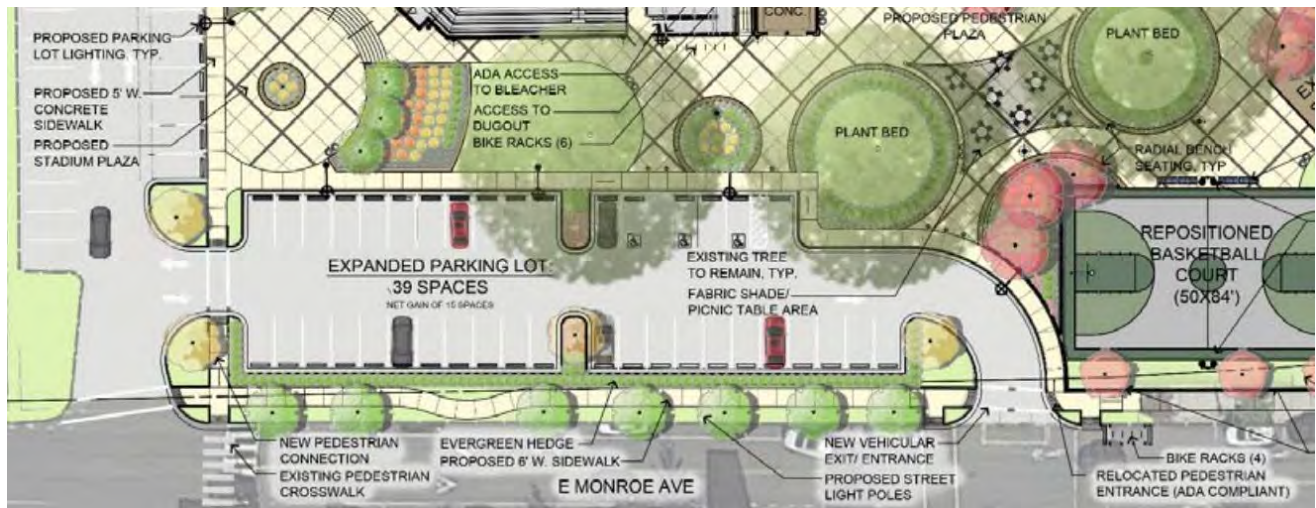 PROPOSED PARKING
LOT LIGHTING, TYP.
PROPOSED 5' W.
CONCRETE
SIDEWALK
PROPOSED
STADIUM PLAZA
ADA ACCESS
TO BLEACHER
ACCESS TO
DUGOUT
BIKE RACKS (6)
CONC.
PROPOSED PEDESTRIAN
PLAZA
PLANT BED
PLANT BED
RADIAL BENCH
SEATING, TYP
REPOSITIONED
BASKETBALL
COURT
(50X84')
EXPANDED PARKING LOT:
39 SPACES
NET GAIN OF 15 SPACES
EXISTING TREE
TO REMAIN, TYP.
FABRIC SHADE/
PICNIC TABLE AREA
NEW PEDESTRIAN
CONNECTION
EXISTING PEDESTRIAN
CROSSWALK
EVERGREEN HEDGE
PROPOSED 6' W. SIDEWALK
E MONROE AVE
NEW VEHICULAR
EXIT/ ENTRANCE
PROPOSED STREET
LIGHT POLES
BIKE RACKS (4)
RELOCATED PEDESTRIAN
ENTRANCE (ADA COMPLIANT)